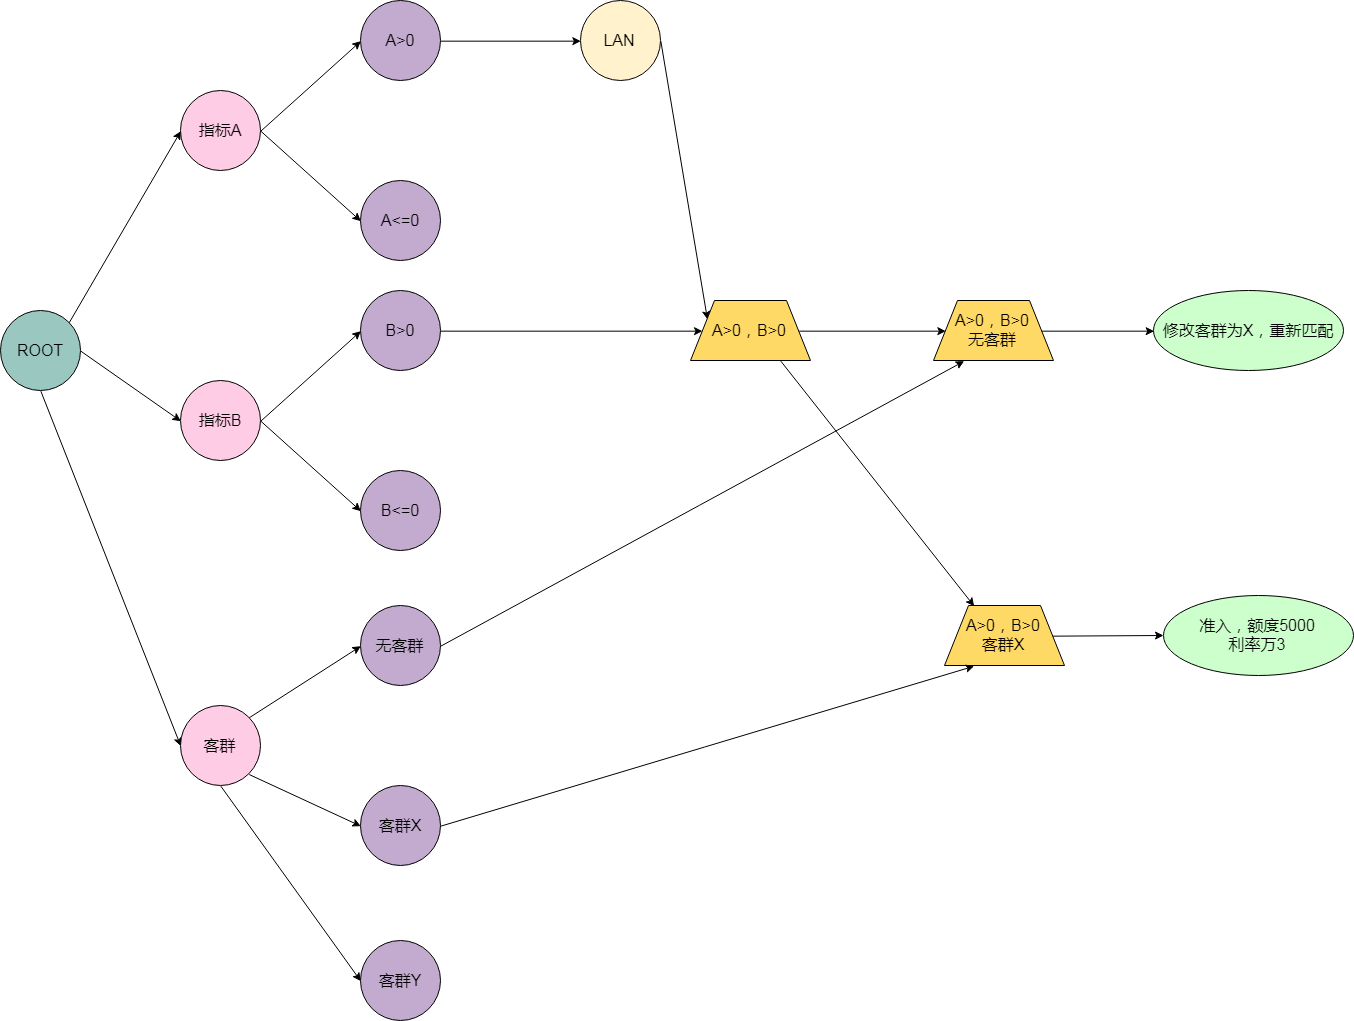 A>0
LAN
指标A
A<=0
ROOT
B>0
A>0，B>0
A>0，B>0
无客群
修改客群为X，重新匹配
指标B
B<=0
无客群
A>0，B>0
客群X
准入，额度5000
利率万3
客群
客群X
客群Y